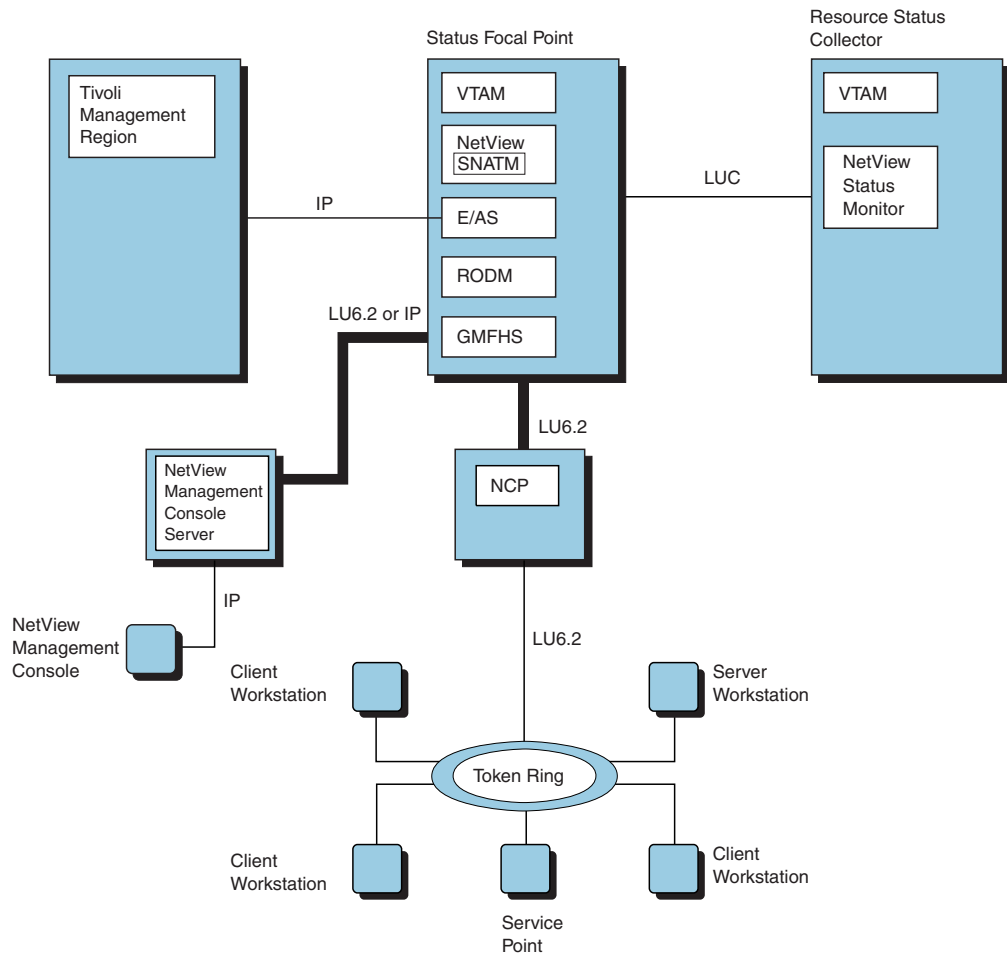 Status Focal Point
Resource Status
Collector
Tivoli
Management
Region
VTAM
NetView
SNATM
E/AS
RODM
GMFHS
VTAM
NetView
Status
Monitor
IP
LUC
LU6.2 or IP
LU6.2
NetView
Management
Console
Server
NCP
IP
NetView
Management
Console
LU6.2
Client
Workstation
Server
Workstation
Token Ring
Client
Workstation
Service
Point
Client
Workstation